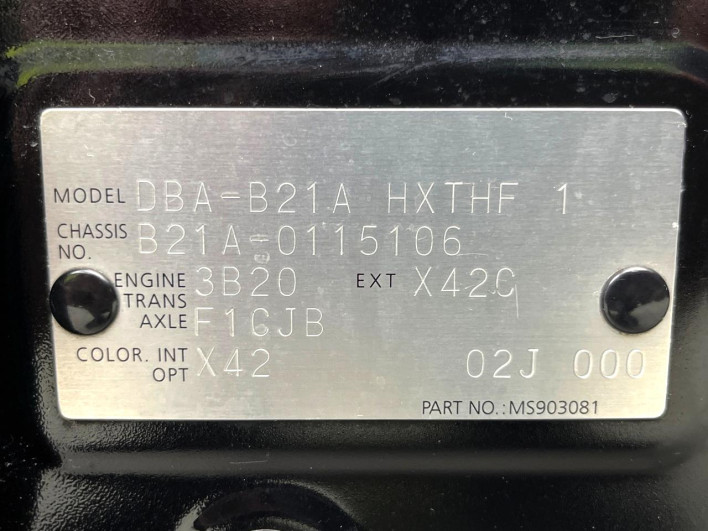 MODEL DBA-B21A HXTHF 1
CHASSIS NO. B21A-0115106
ENGINE 3B20 EXT X42C
TRANS AXLE F1CJB
COLOR. INT OPT X42 02J 000
PART NO.:MS903081